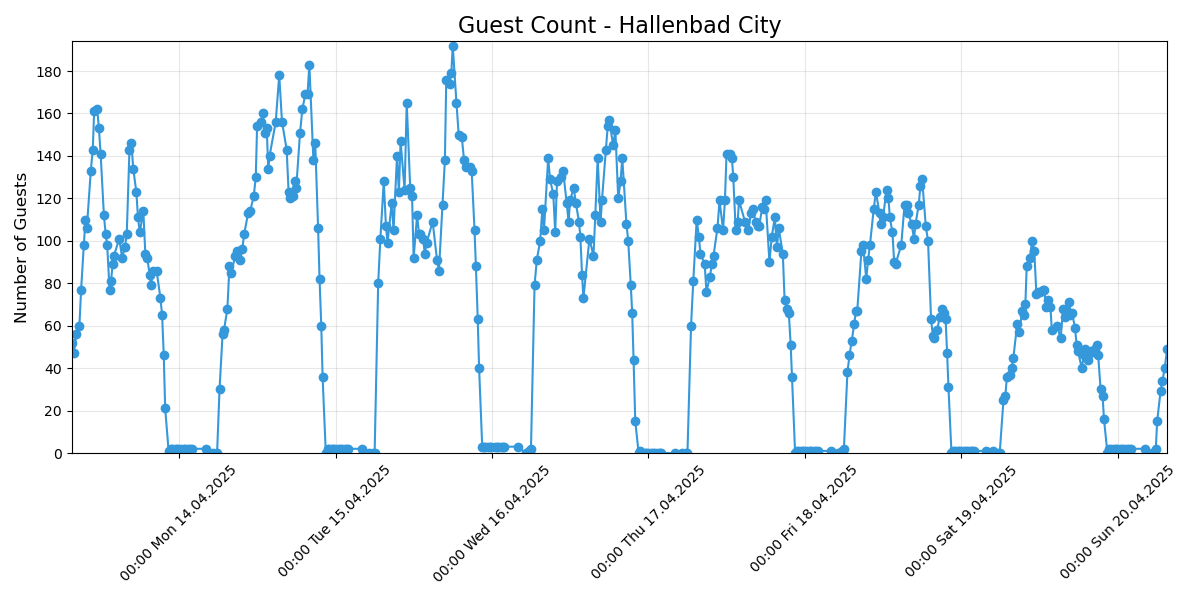 Guest Count - Hallenbad City
Number of Guests
180
160
140
120
100
80
60
40
20
0
00:00 Mon 14.04.2025
00:00 Tue 15.04.2025
00:00 Wed 16.04.2025
00:00 Thu 17.04.2025
00:00 Fri 18.04.2025
00:00 Sat 19.04.2025
00:00 Sun 20.04.2025